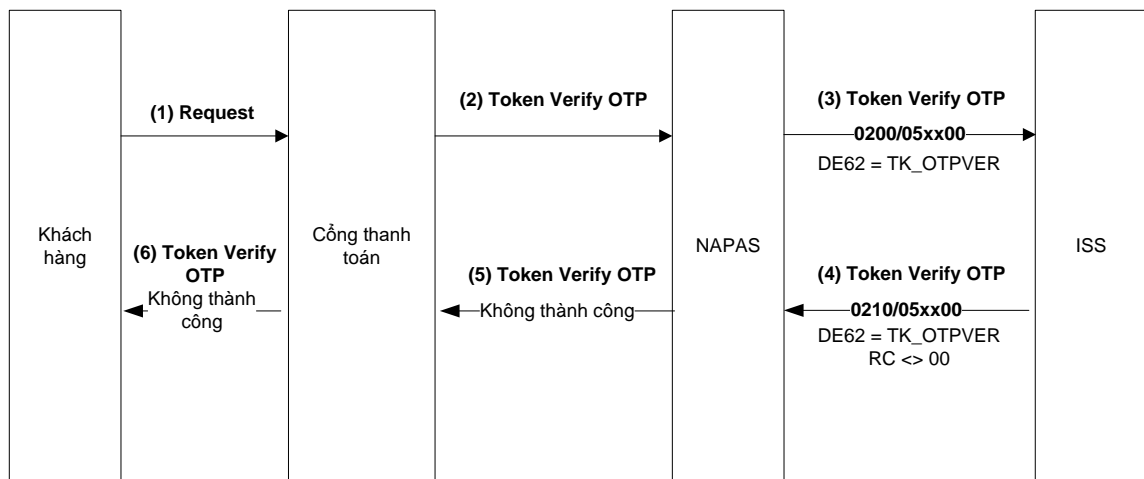 (1) Request
(2) Token Verify OTP
(3) Token Verify OTP
0200/05xx00
DE62 = TK_OTPVER
Khách
hàng
Cổng thanh
toán
NAPAS
ISS
(6) Token Verify
OTP
Không thành
công
(5) Token Verify OTP
Không thành công
(4) Token Verify OTP
0210/05xx00
DE62 = TK_OTPVER
RC <> 00